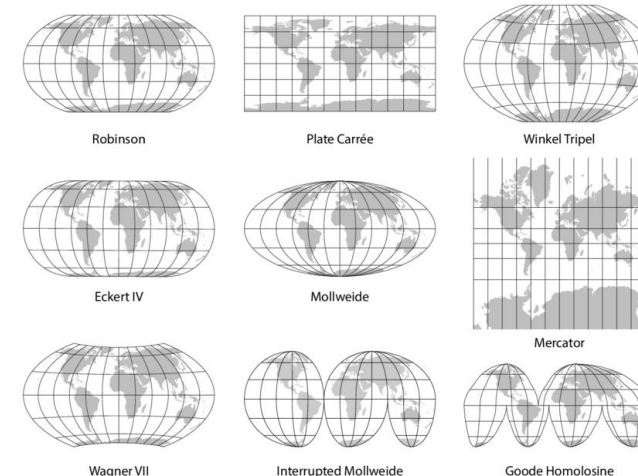 Robinson
Plate Carrée
Winkel Tripel
Eckert IV
Mollweide
Mercator
Wagner VII
Interrupted Mollweide
Goode Homolosine